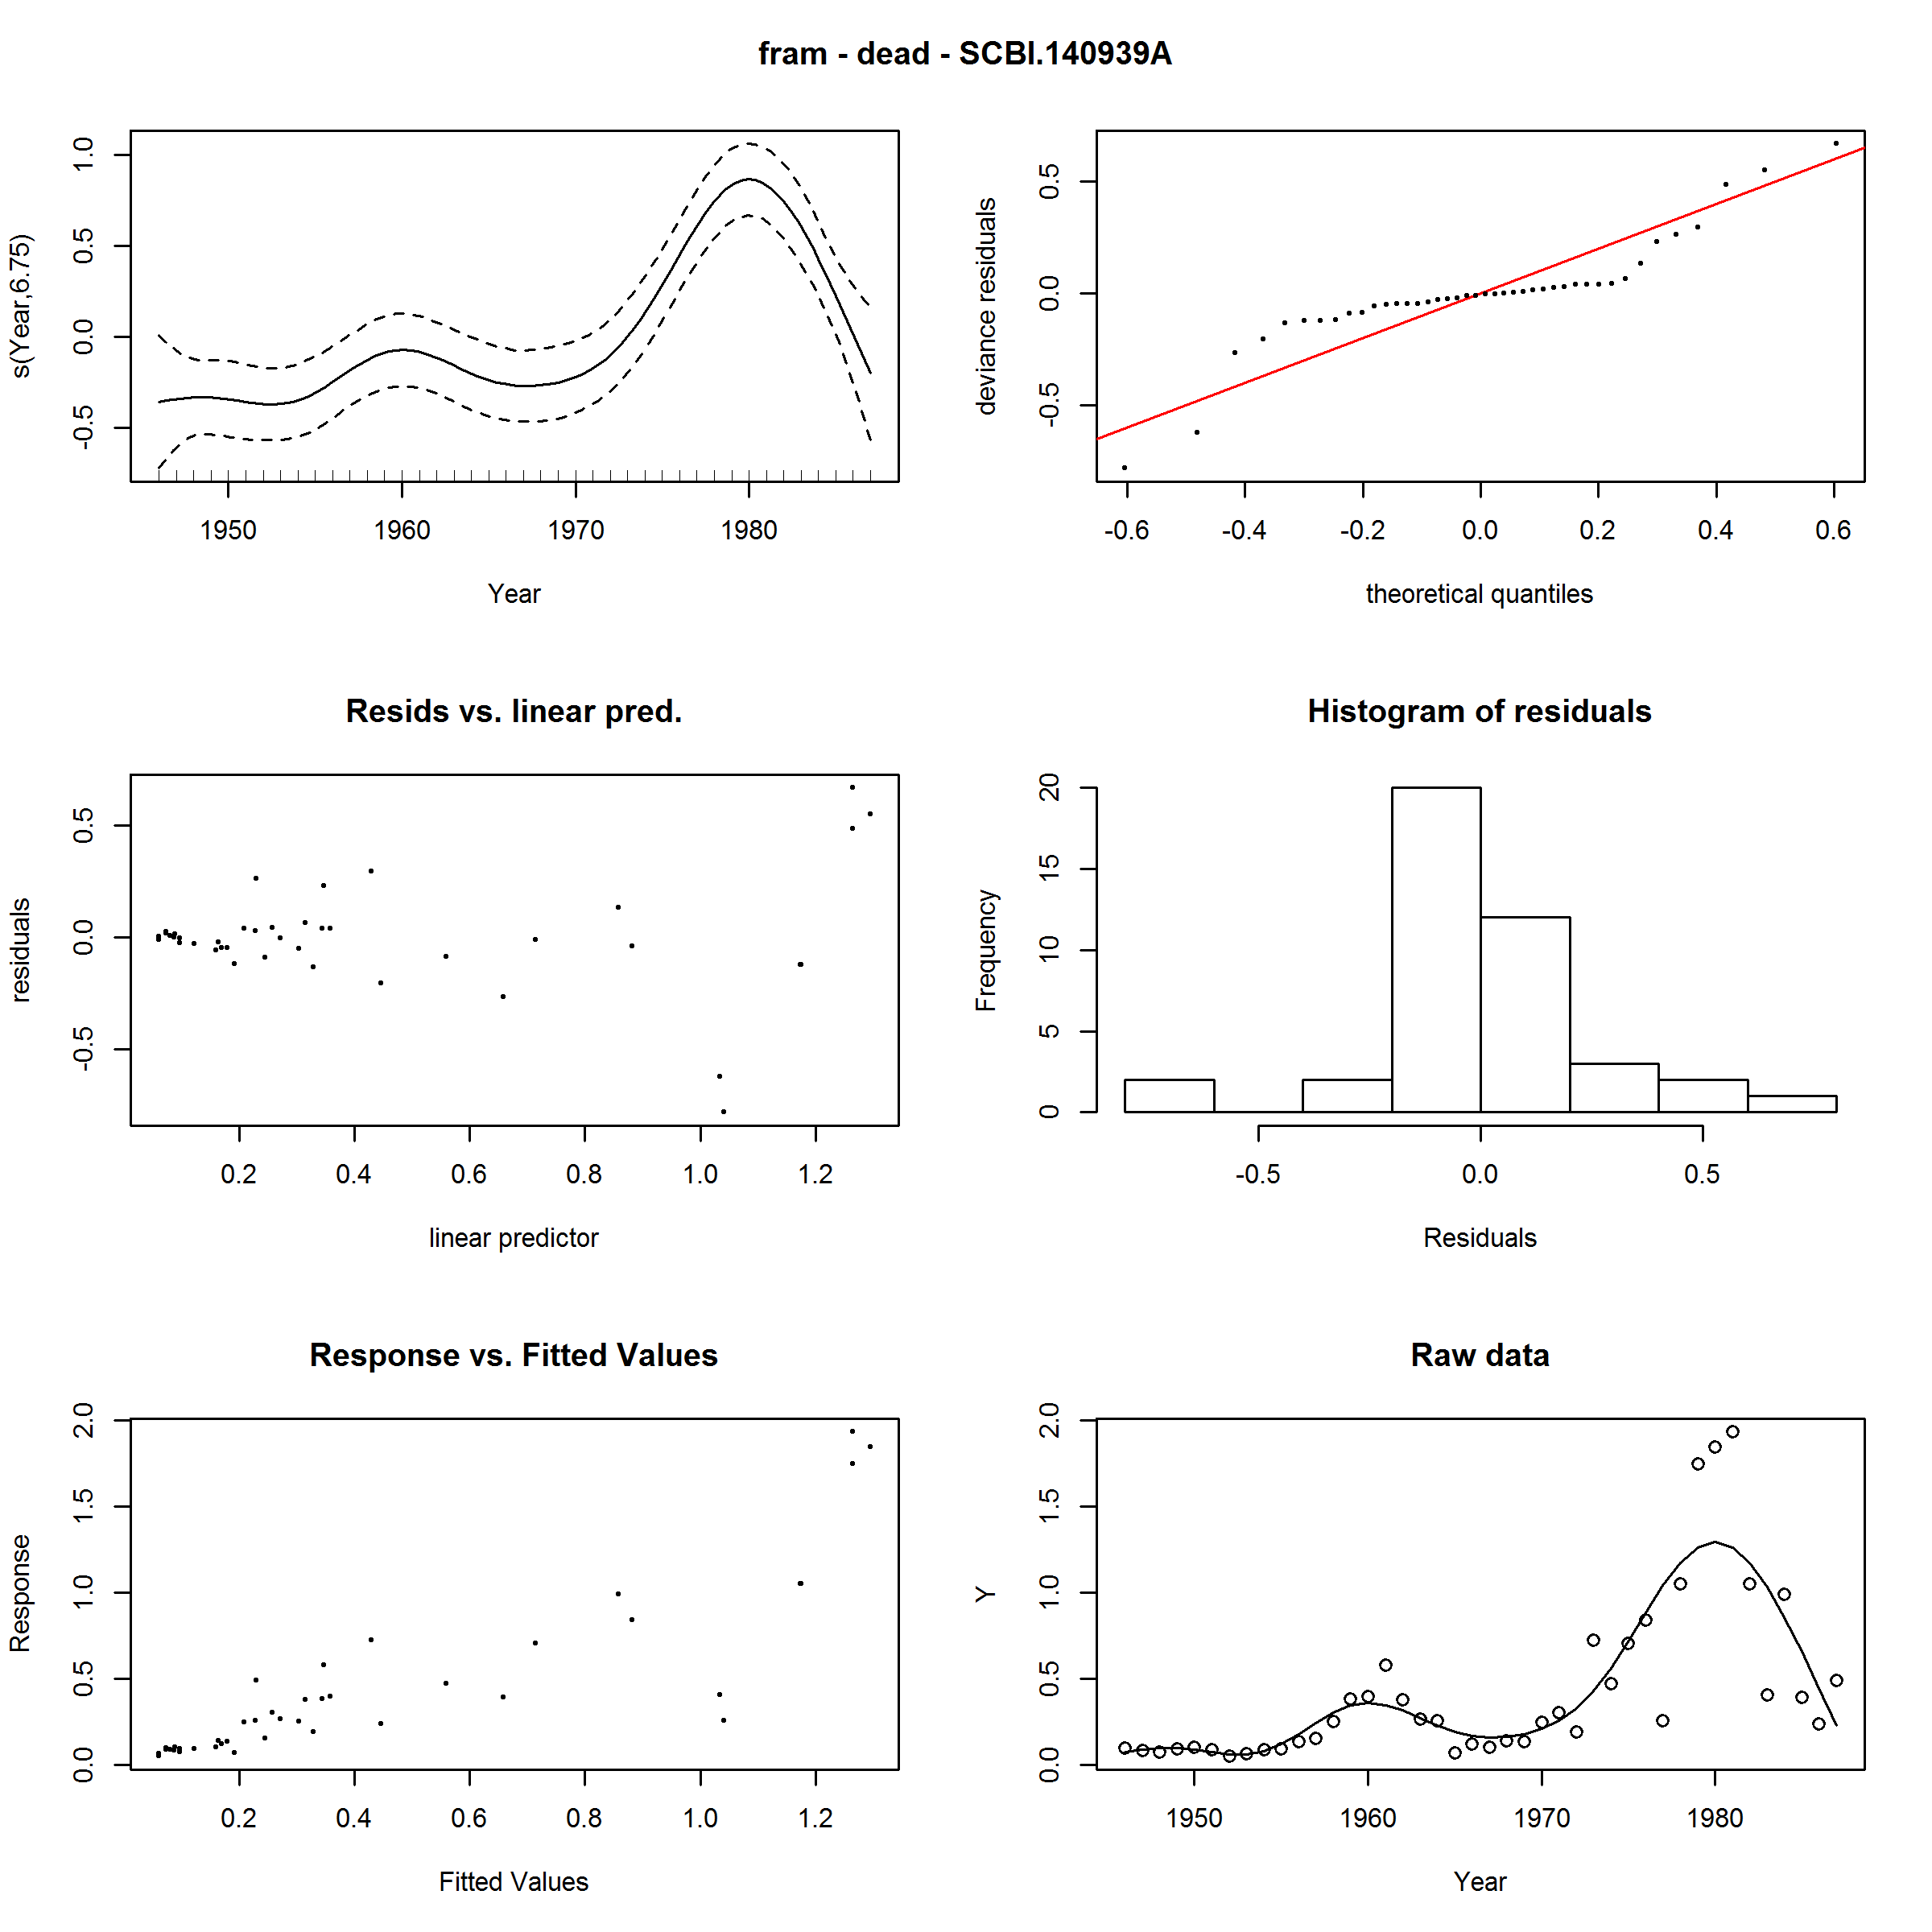 fram - dead - SCBI.140939A
s(Year,6.75)
-0.5 0.0 0.5 1.0
1950 1960 1970 1980
Year
deviance residuals
-0.5 0.0 0.5
-0.6 -0.4 -0.2 0.0 0.2 0.4 0.6
theoretical quantiles
Resids vs. linear pred.
residuals
-0.5 0.0 0.5
0.2 0.4 0.6 0.8 1.0 1.2
linear predictor
Histogram of residuals
Frequency
0 5 10 15 20
-0.5 0.0 0.5
Residuals
Response vs. Fitted Values
Response
0.0 0.5 1.0 1.5 2.0
0.2 0.4 0.6 0.8 1.0 1.2
Fitted Values
Raw data
Y
0.0 0.5 1.0 1.5 2.0
1950 1960 1970 1980
Year